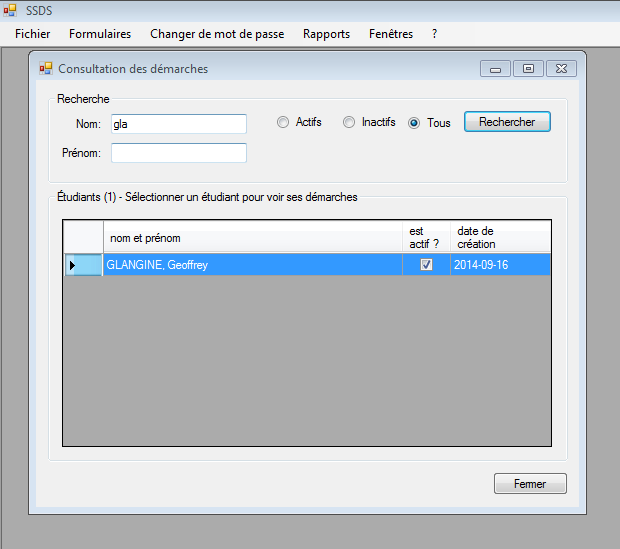 SSDS
Fichier Formulaires Changer de mot de passe Rapports Fenêtres ?
Consultation des démarches
Recherche
Nom: gla Actifs Inactifs Tous Rechercher
Prénom:
Étudiants (1) - Sélectionner un étudiant pour voir ses démarches
nom et prénom est actif ? date de création
GLANGINE, Geoffrey 2014-09-16
Fermer